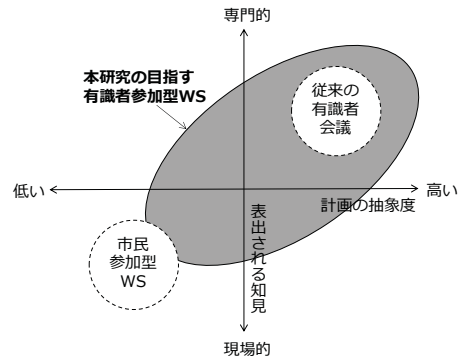 専門的
本研究の目指す
有識者参加型WS
従来の
有識者
会議
低い
高い
計画の抽象度
表出される知見
市民
参加型
WS
現場的